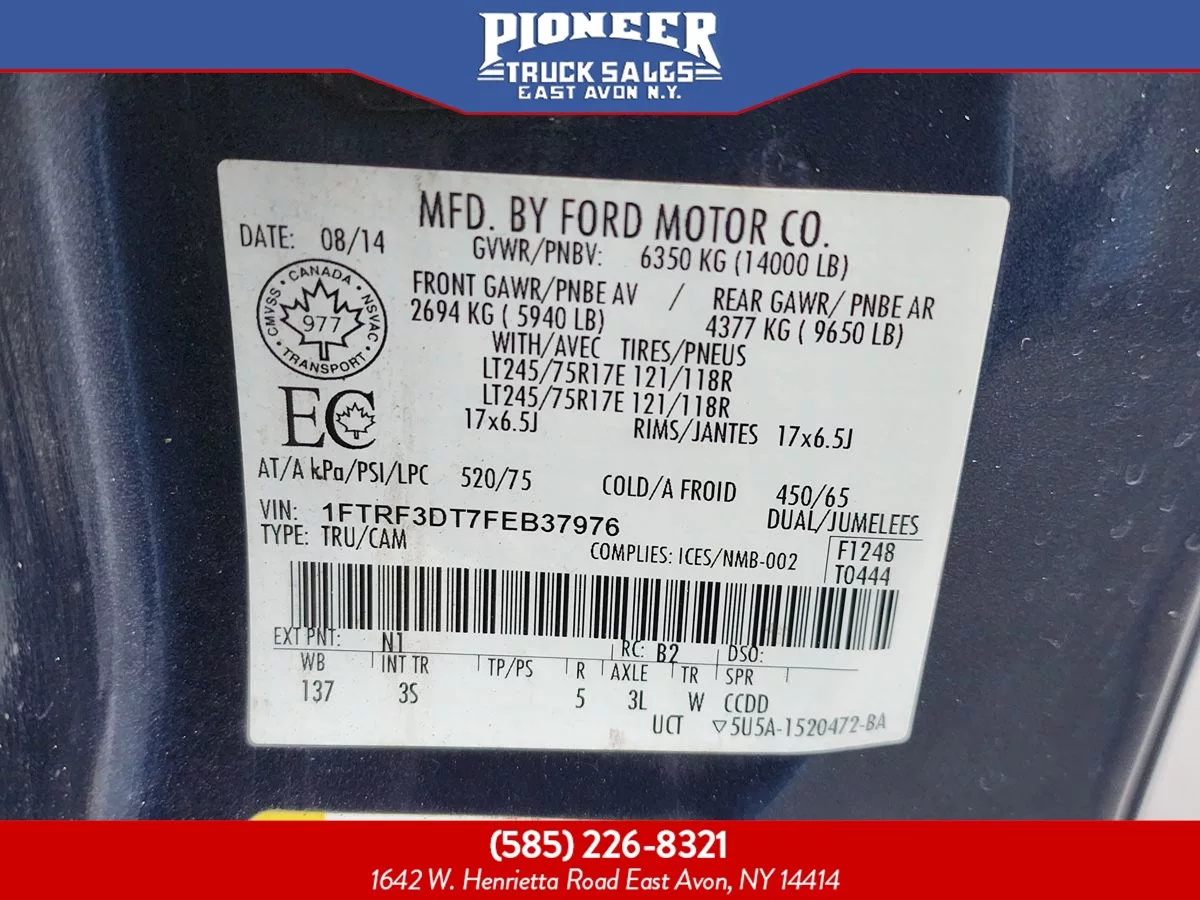 PIONEER
TRUCK SALES
EAST AVON N.Y.
MFD. BY FORD MOTOR CO.
DATE: 08/14
GVWR/PNBV: 6350 KG (14000 LB)
CANADA
CMVSS NSVAC
977
TRANSPORT
FRONT GAWR/PNBE AV / REAR GAWR/ PNBE AR
2694 KG ( 5940 LB) 4377 KG ( 9650 LB)
WITH/AVEC TIRES/PNEUS
LT245/75R17E 121/118R
LT245/75R17E 121/118R
EC
17x6.5J RIMS/JANTES 17x6.5J
AT/A kPa/PSI/LPC 520/75 COLD/A FROID 450/65
VIN: 1FTRF3DT7FEB37976 DUAL/JUMELEES
TYPE: TRU/CAM COMPLIES: ICES/NMB-002 F1248
T0444
EXT PNT: N1 RC: B2 DSO:
WB INT TR TP/PS R AXLE TR SPR
137 3S 5 3L W CCDD
UCT ▽5U5A-1520472-BA
(585) 226-8321
1642 W. Henrietta Road East Avon, NY 14414